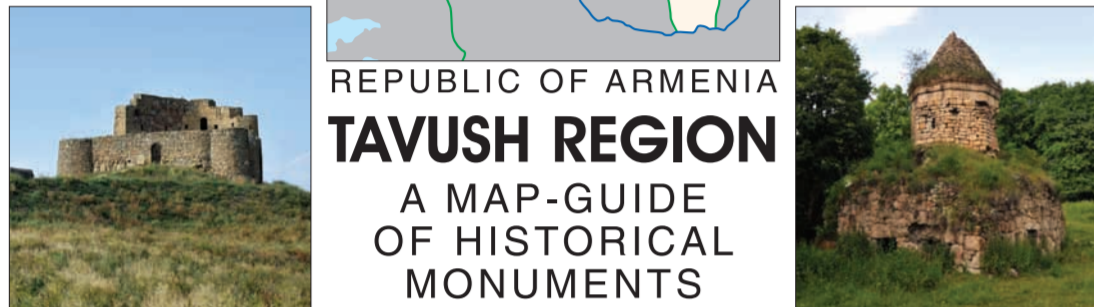 REPUBLIC OF ARMENIA
TAVUSH REGION
A MAP-GUIDE
OF HISTORICAL
MONUMENTS